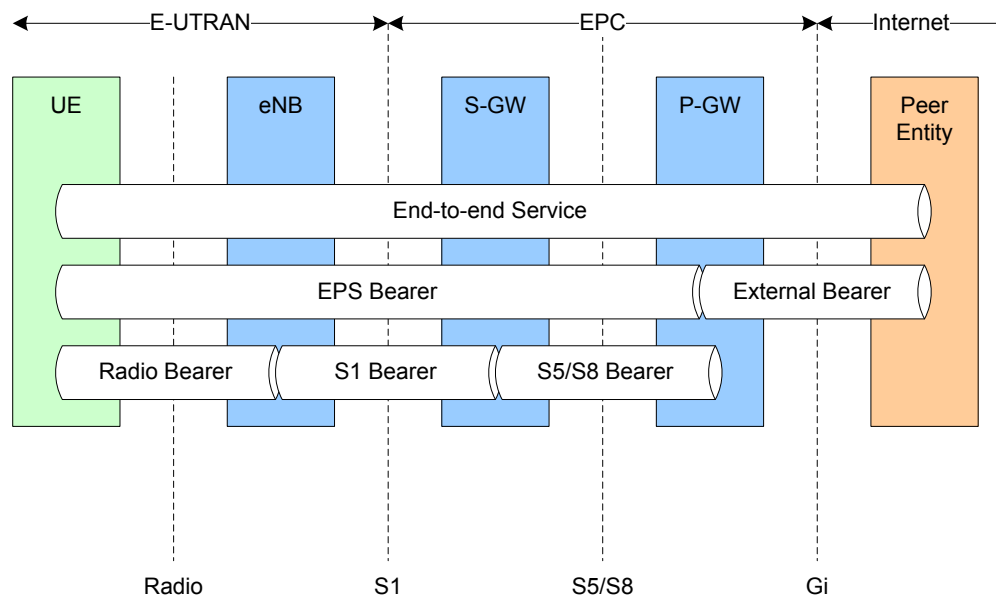 E-UTRAN
EPC
Internet
UE
eNB
S-GW
P-GW
Peer
Entity
End-to-end Service
EPS Bearer
External Bearer
Radio Bearer
S1 Bearer
S5/S8 Bearer
Radio
S1
S5/S8
Gi